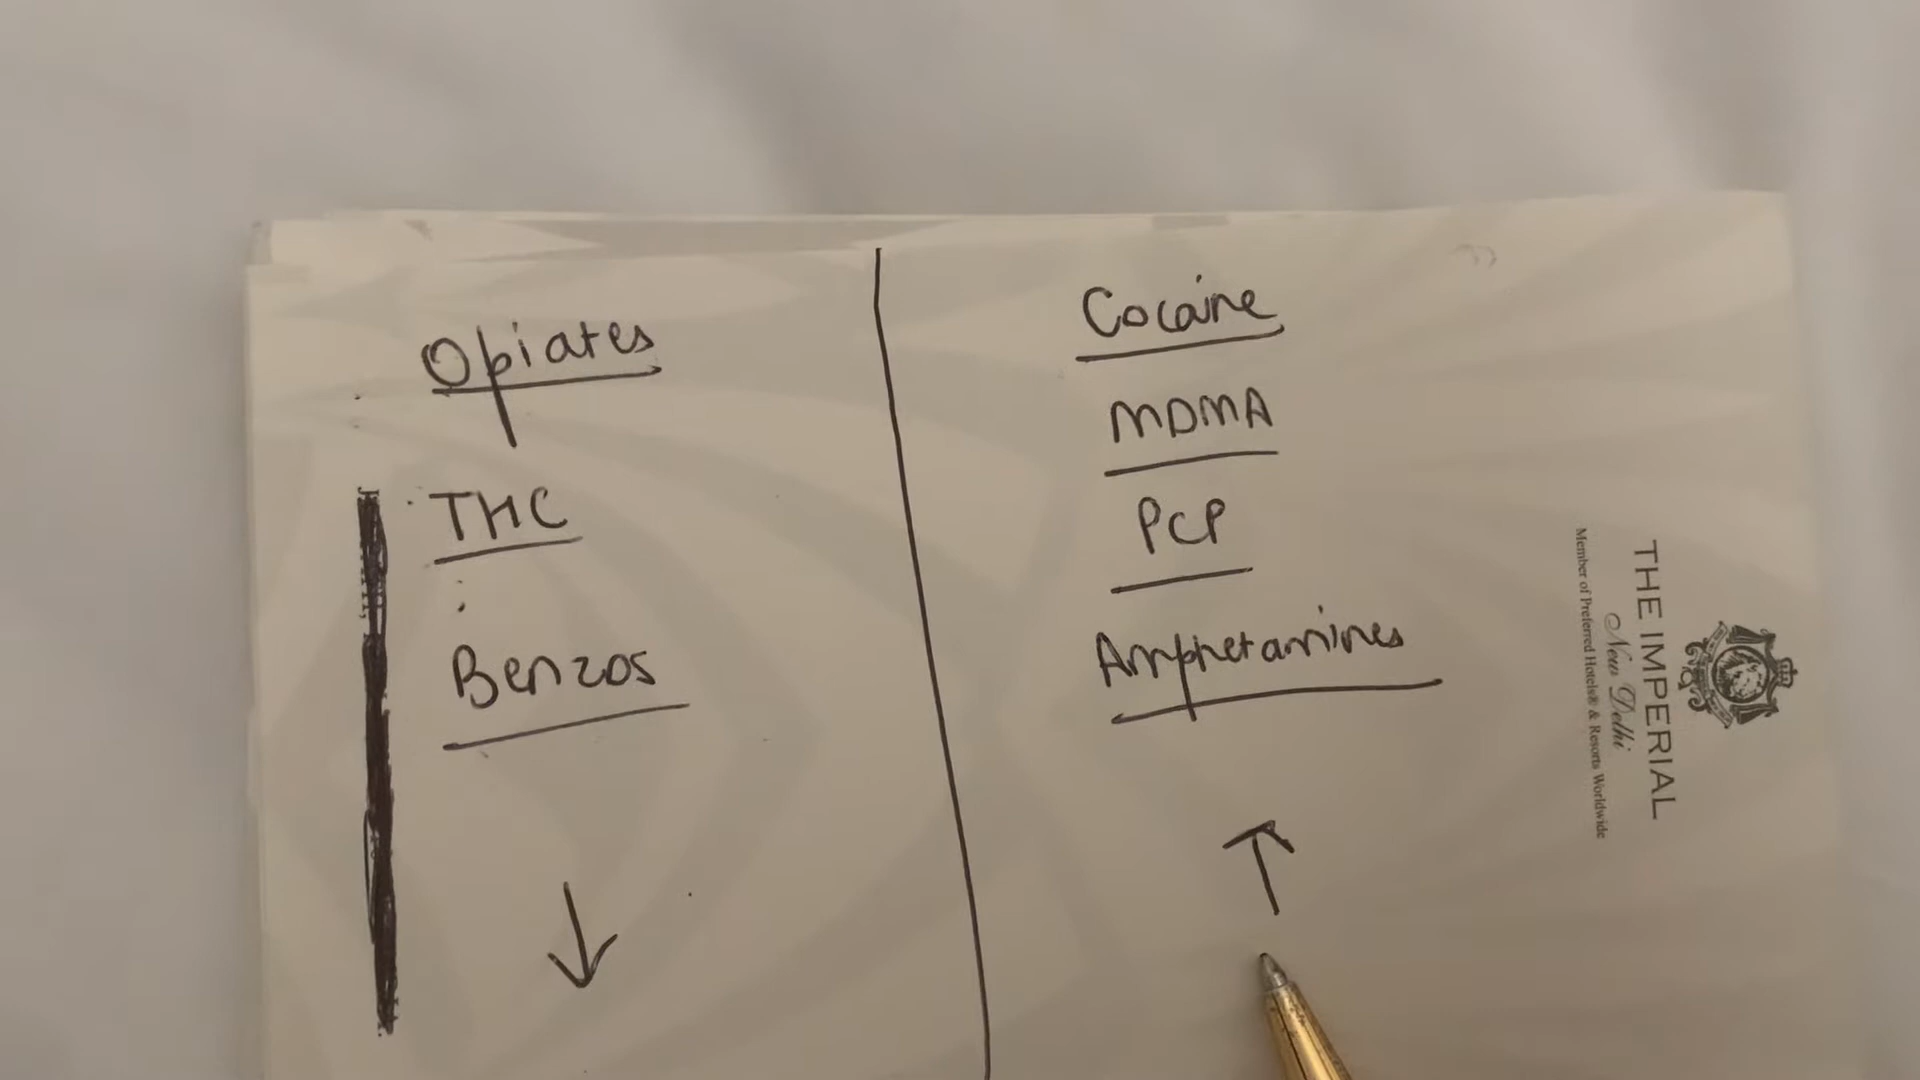 Opiates
THC
Benzos
Cocaine
MDMA
PCP
Amphetamines
THE IMPERIAL
New Delhi
Member of Preferred Hotels® & Resorts Worldwide